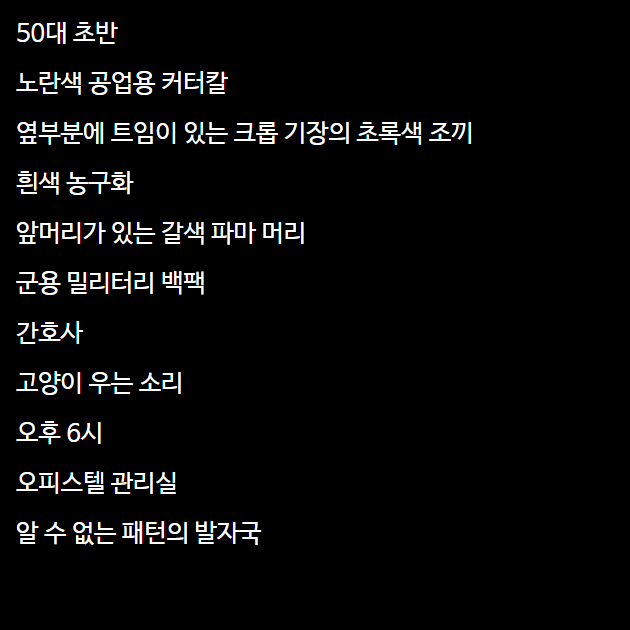 50대 초반
노란색 공업용 커터칼
옆부분에 트임이 있는 크롭 기장의 초록색 조끼
흰색 농구화
앞머리가 있는 갈색 파마 머리
군용 밀리터리 백팩
간호사
고양이 우는 소리
오후 6시
오피스텔 관리실
알 수 없는 패턴의 발자국